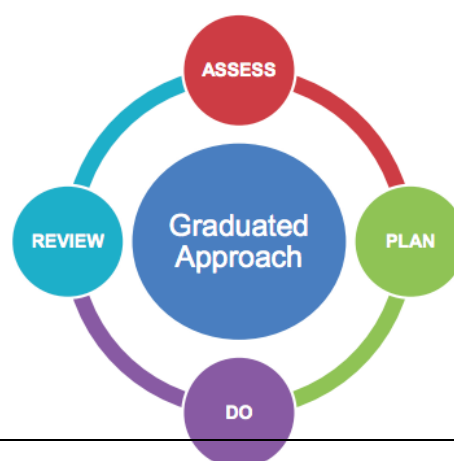 ASSESS
Graduated
Approach
REVIEW
PLAN
DO